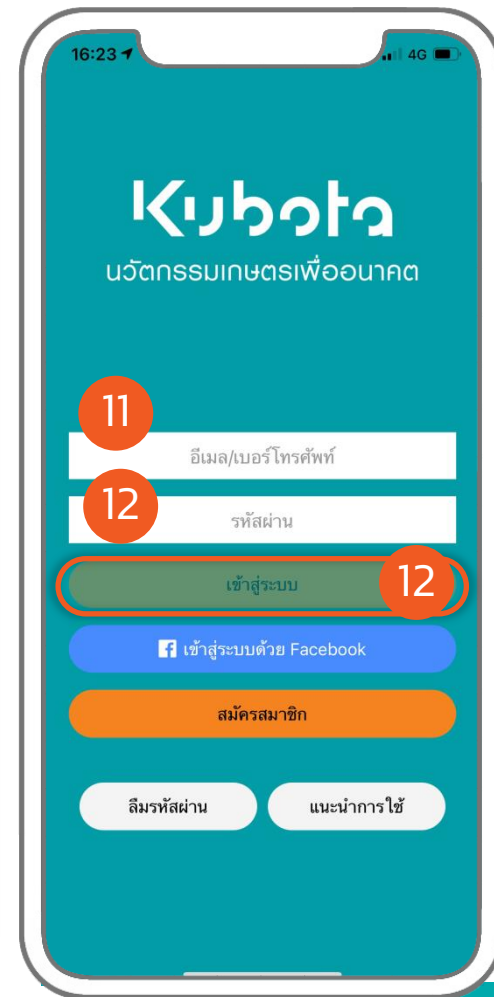 16:23
4G
Kubota
นวัตกรรมเกษตรเพื่ออนาคต
11
อีเมล/เบอร์โทรศัพท์
12
รหัสผ่าน
เข้าสู่ระบบ 12
f เข้าสู่ระบบด้วย Facebook
สมัครสมาชิก
ลืมรหัสผ่าน แนะนำการใช้